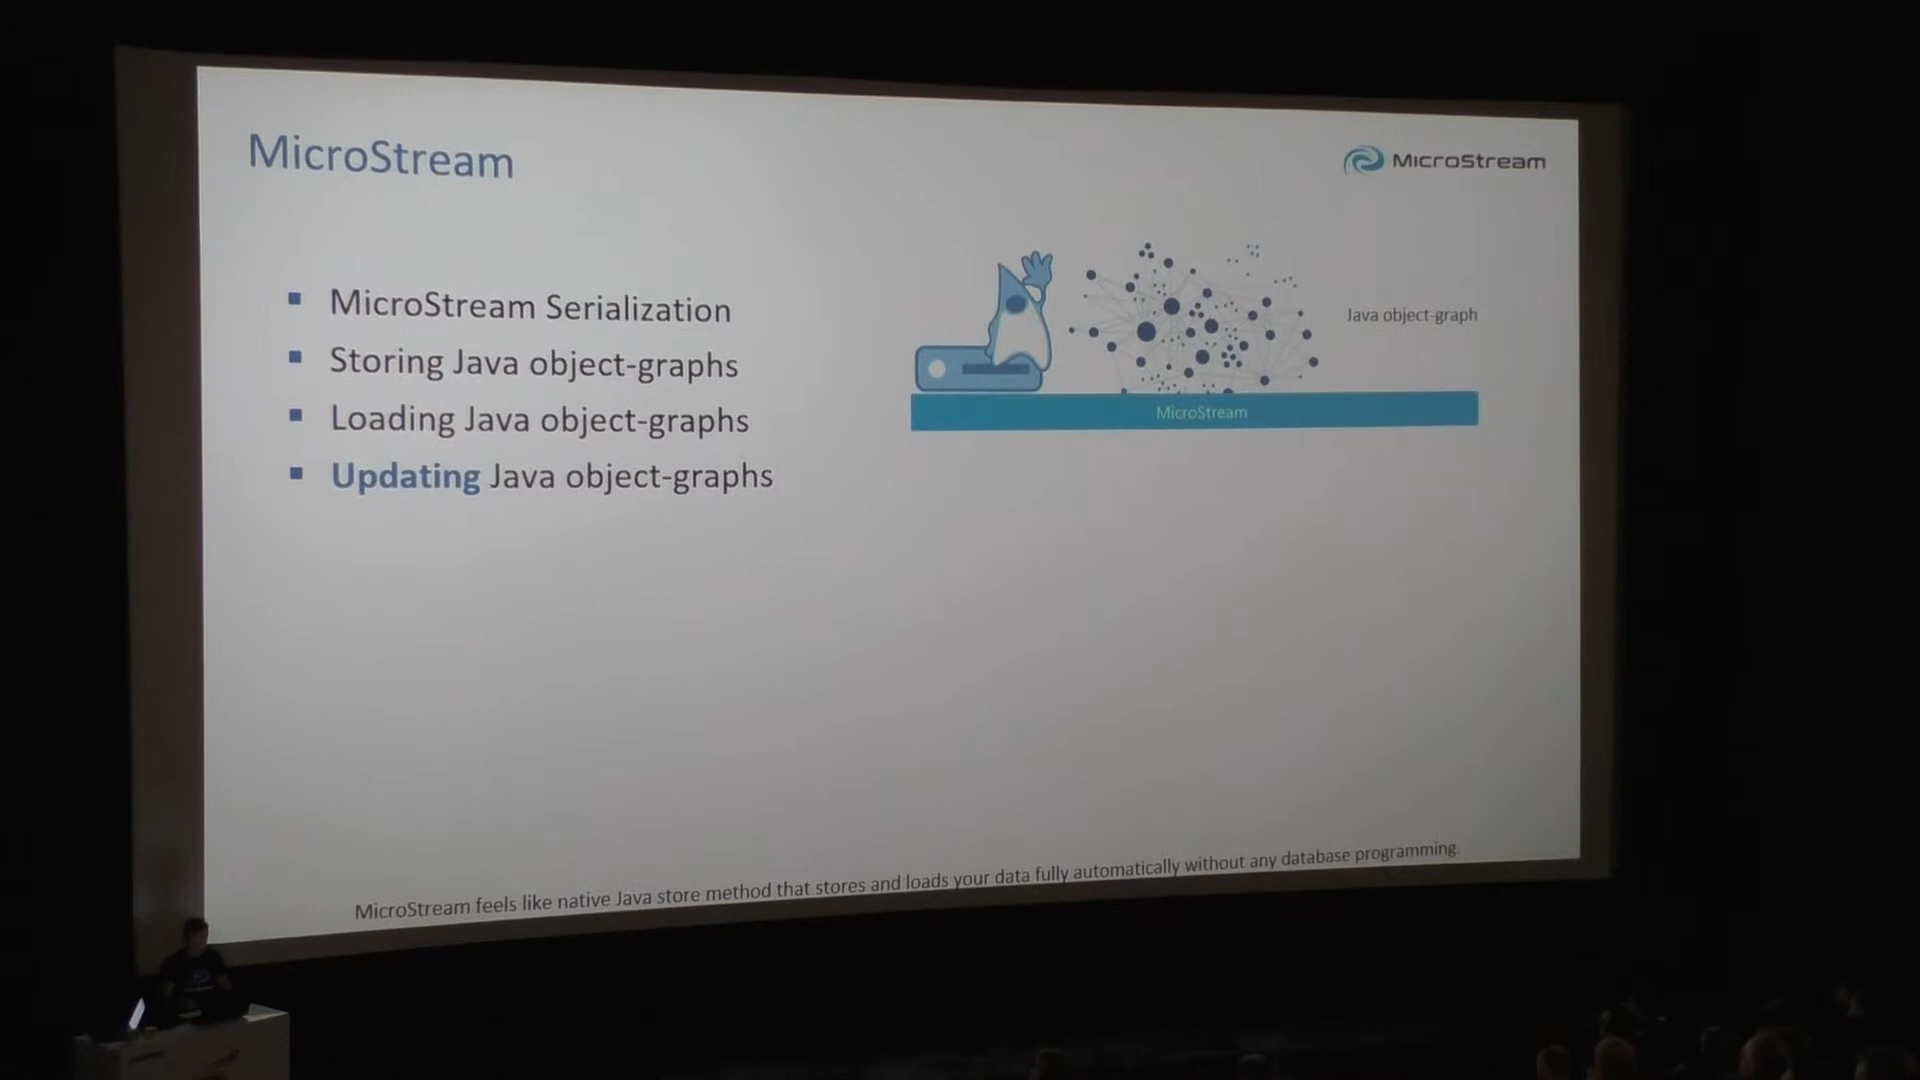 MicroStream
MicroStream
MicroStream Serialization
Storing Java object-graphs
Loading Java object-graphs
Updating Java object-graphs
Java object-graph
MicroStream
MicroStream feels like native Java store method that stores and loads your data fully automatically without any database programming.